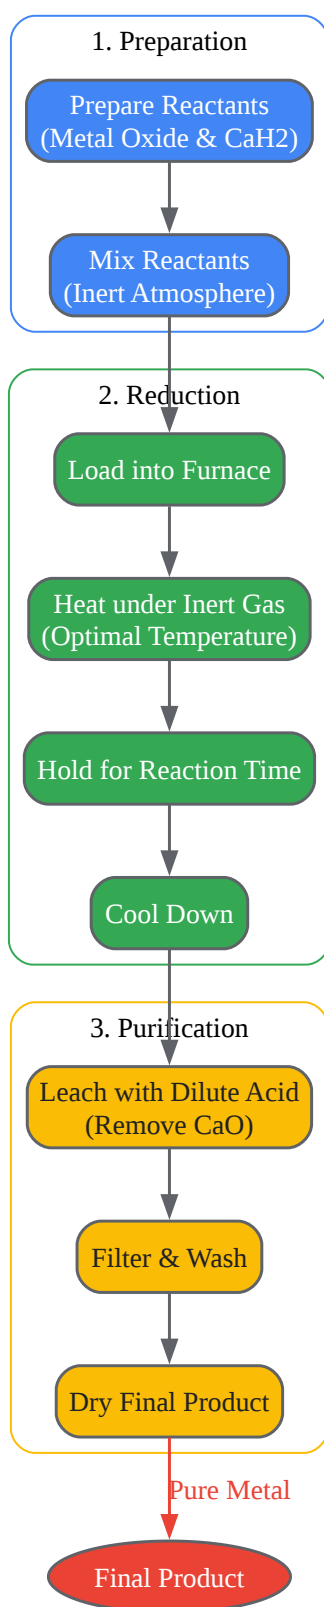 1. Preparation
Prepare Reactants
(Metal Oxide & CaH2)
Mix Reactants
(Inert Atmosphere)
2. Reduction
Load into Furnace
Heat under Inert Gas
(Optimal Temperature)
Hold for Reaction Time
Cool Down
3. Purification
Leach with Dilute Acid
(Remove CaO)
Filter & Wash
Dry Final Product
Pure Metal
Final Product